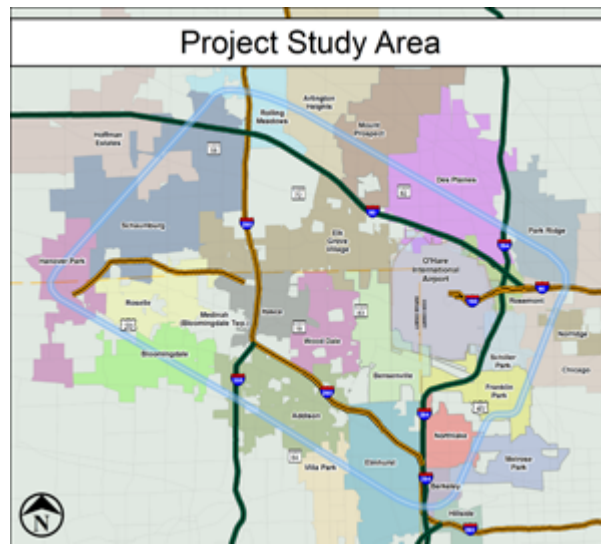 Project Study Area
Arlington
Heights
Rolling
Meadows
Mount
Prospect
Hoffman
Estates
Des Plaines
Schaumburg
Park Ridge
Elk
Grove
Village
Hanover Park
O'Hare
International
Airport
Roselle
Medinah
(Bloomingdale Twp.)
Itasca
Rosemont
Wood Dale
Norridge
Bloomingdale
Schiller
Park
Chicago
Bensenville
Franklin
Park
Addison
Northlake
Villa Park
Elmhurst
Melrose
Park
Berkeley
Hillside
N